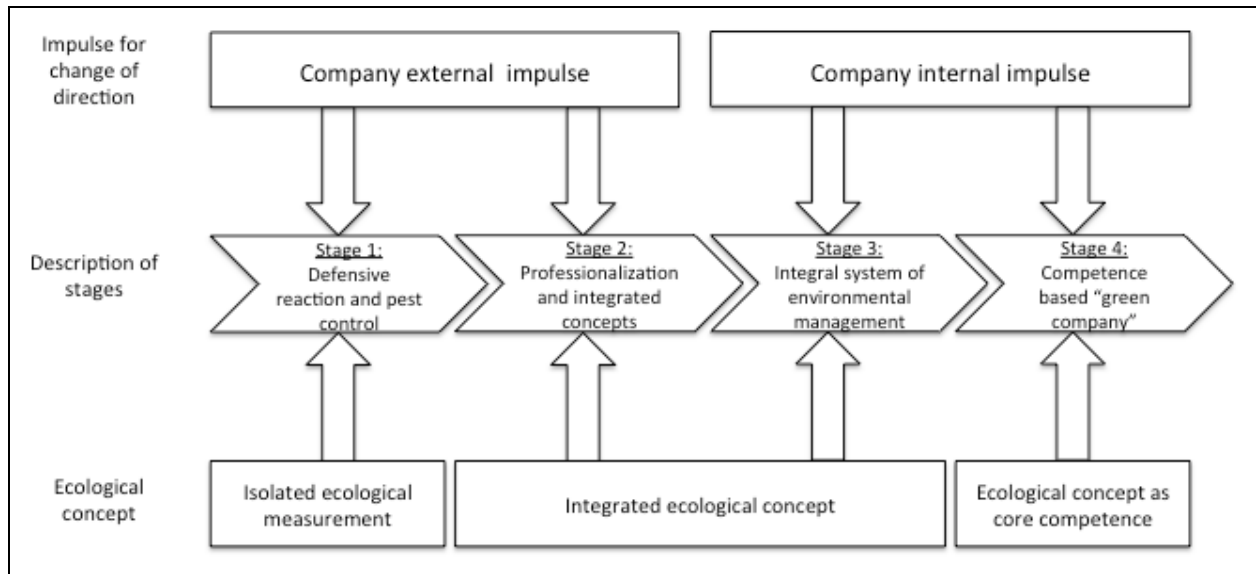 Impulse for
change of
direction
Company external impulse
Company internal impulse
Description of
stages
Stage 1:
Defensive
reaction and pest
control
Stage 2:
Professionalization
and integrated
concepts
Stage 3:
Integral system of
environmental
management
Stage 4:
Competence
based “green
company”
Ecological
concept
Isolated ecological
measurement
Integrated ecological concept
Ecological concept as
core competence